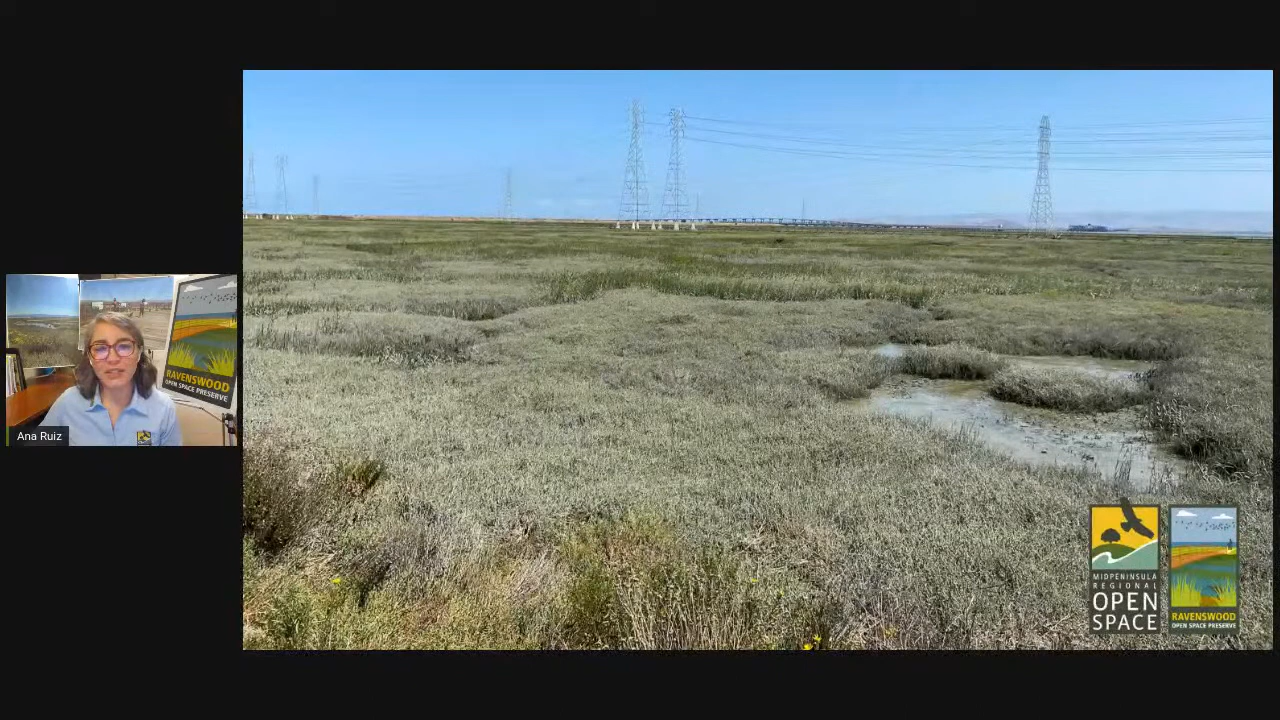 RAVENSWOOD
OPEN SPACE PRESERVE
Ana Ruiz
MIDPENINSULA
REGIONAL
OPEN
SPACE
RAVENSWOOD
OPEN SPACE PRESERVE